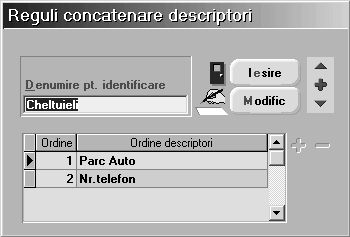 Reguli concatenare descriptori
Iesire
Denumire pt. identificare
Cheltuieli
Modific
Ordine Ordine descriptori
1 Parc Auto
2 Nr.telefon